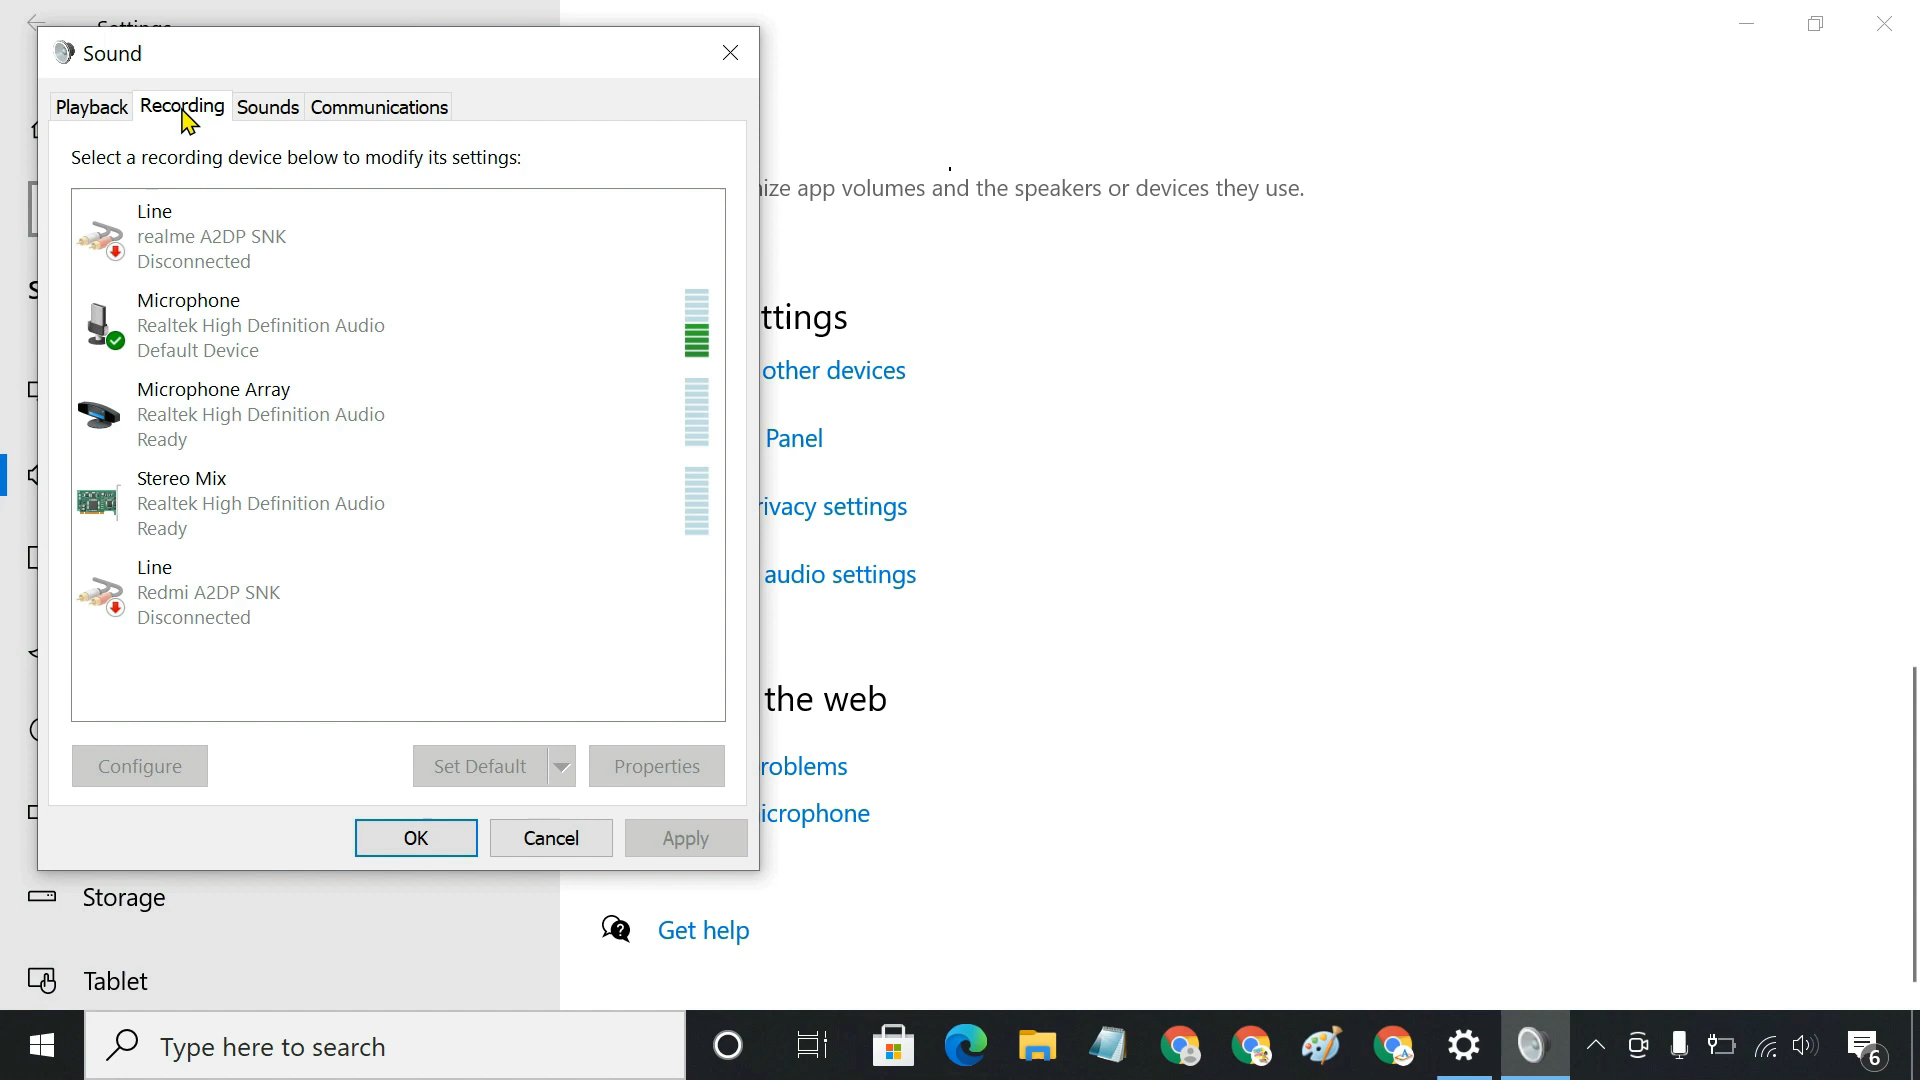 Settings
Sound
Playback Recording Sounds Communications
Select a recording device below to modify its settings:
Line
realme A2DP SNK
Disconnected
Microphone
Realtek High Definition Audio
Default Device
Microphone Array
Realtek High Definition Audio
Ready
Stereo Mix
Realtek High Definition Audio
Ready
Line
Redmi A2DP SNK
Disconnected
Configure Set Default Properties
OK Cancel Apply
ize app volumes and the speakers or devices they use.
ttings
other devices
Panel
rivacy settings
audio settings
the web
roblems
icrophone
Get help
Storage
Tablet
Type here to search
6